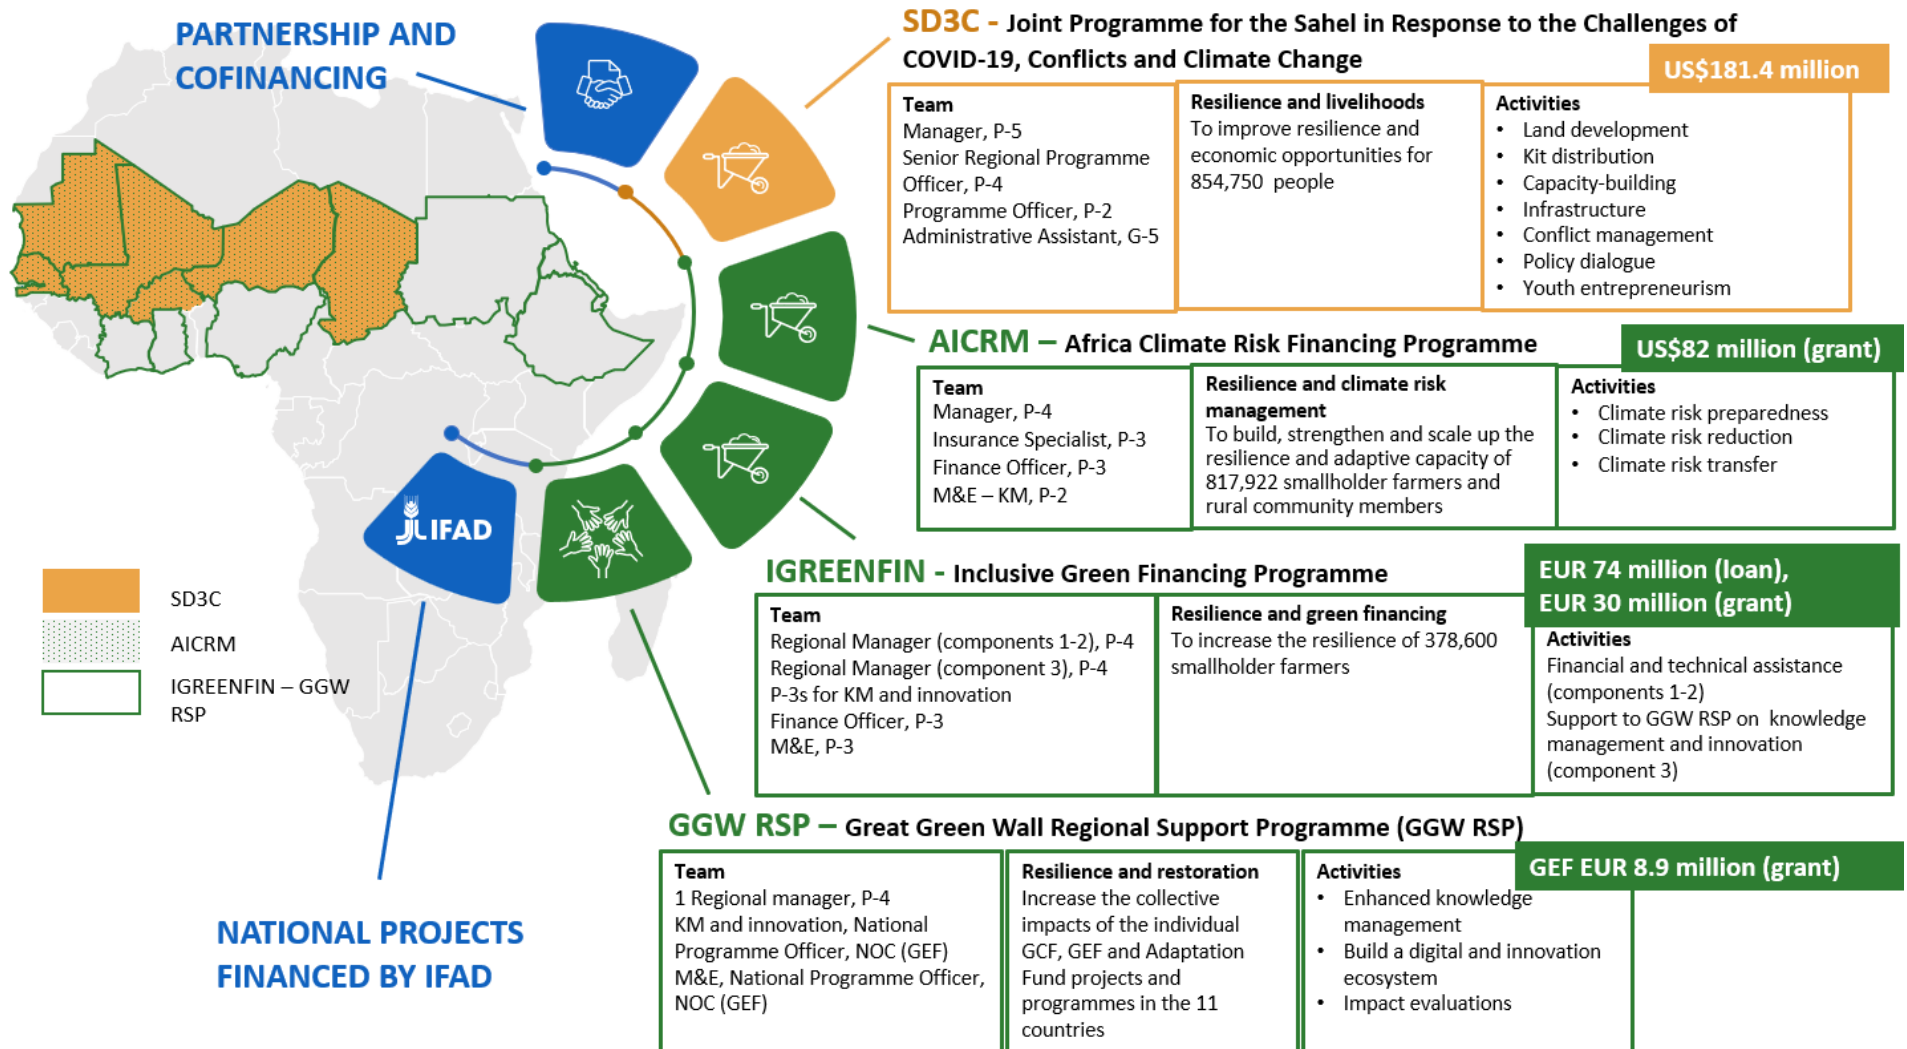 PARTNERSHIP AND
COFINANCING
SD3C - Joint Programme for the Sahel in Response to the Challenges of
COVID-19, Conflicts and Climate Change
US$181.4 million
Team
Manager, P-5
Senior Regional Programme
Officer, P-4
Programme Officer, P-2
Administrative Assistant, G-5
Resilience and livelihoods
To improve resilience and
economic opportunities for
854,750 people
Activities
• Land development
• Kit distribution
• Capacity-building
• Infrastructure
• Conflict management
• Policy dialogue
• Youth entrepreneurism
AICRM – Africa Climate Risk Financing Programme
US$82 million (grant)
Team
Manager, P-4
Insurance Specialist, P-3
Finance Officer, P-3
M&E – KM, P-2
Resilience and climate risk
management
To build, strengthen and scale up the
resilience and adaptive capacity of
817,922 smallholder farmers and
rural community members
Activities
• Climate risk preparedness
• Climate risk reduction
• Climate risk transfer
IGREENFIN - Inclusive Green Financing Programme
EUR 74 million (loan),
EUR 30 million (grant)
Team
Regional Manager (components 1-2), P-4
Regional Manager (component 3), P-4
P-3s for KM and innovation
Finance Officer, P-3
M&E, P-3
Resilience and green financing
To increase the resilience of 378,600
smallholder farmers
Activities
Financial and technical assistance
(components 1-2)
Support to GGW RSP on knowledge
management and innovation
(component 3)
GGW RSP – Great Green Wall Regional Support Programme (GGW RSP)
GEF EUR 8.9 million (grant)
Team
1 Regional manager, P-4
KM and innovation, National
Programme Officer, NOC (GEF)
M&E, National Programme Officer,
NOC (GEF)
Resilience and restoration
Increase the collective
impacts of the individual
GCF, GEF and Adaptation
Fund projects and
programmes in the 11
countries
Activities
• Enhanced knowledge
management
• Build a digital and innovation
ecosystem
• Impact evaluations
IFAD
SD3C
AICRM
IGREENFIN – GGW
RSP
NATIONAL PROJECTS
FINANCED BY IFAD